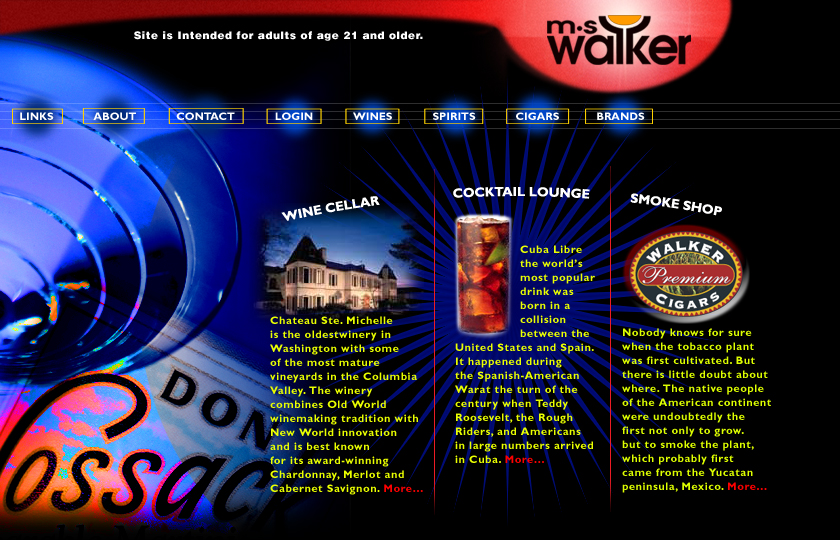 Site is Intended for adults of age 21 and older.
m·s
walker
LINKS ABOUT CONTACT LOGIN WINES SPIRITS CIGARS BRANDS
WINE CELLAR
Chateau Ste. Michelle
is the oldestwinery in
Washington with some
of the most mature
vineyards in the Columbia
Valley. The winery
combines Old World
winemaking tradition with
New World innovation
and is best known
for its award-winning
Chardonnay, Merlot and
Cabernet Savignon. More...
COCKTAIL LOUNGE
Cuba Libre
the world's
most popular
drink was
born in a
collision
between the
United States and Spain.
It happened during
the Spanish-American
Warat the turn of the
century when Teddy
Roosevelt, the Rough
Riders, and Americans
in large numbers arrived
in Cuba. More...
SMOKE SHOP
WALKER
Premium
CIGARS
Nobody knows for sure
when the tobacco plant
was first cultivated. But
there is little doubt about
where. The native people
of the American continent
were undoubtedly the
first not only to grow.
but to smoke the plant,
which probably first
came from the Yucatan
peninsula, Mexico. More...
DON
ossac